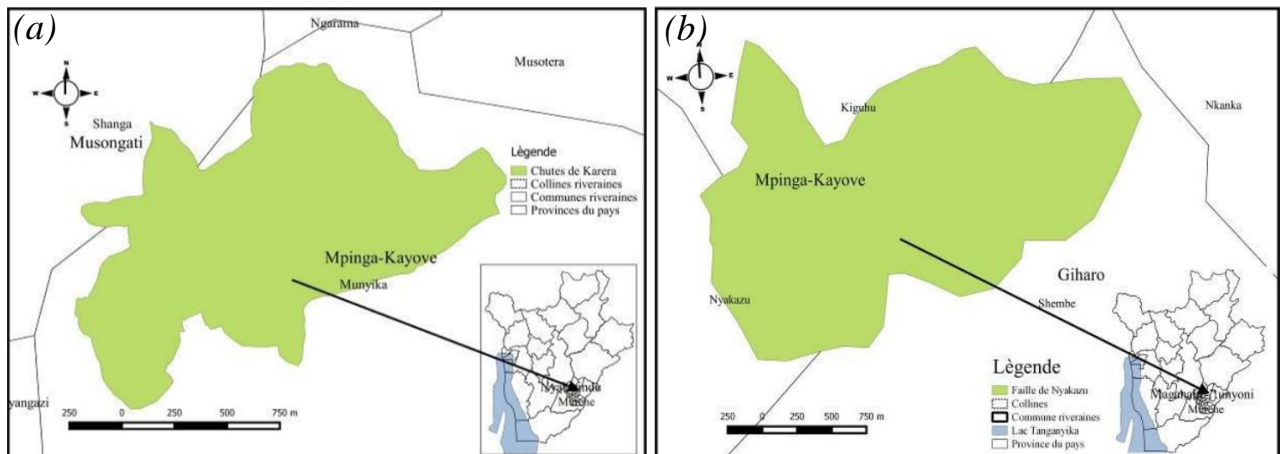 (a)
Ngarama
Musotera
N
W E
S
Shanga
Musongati
Lègende
Chutes de Karera
Collines riveraines
Communes riveraines
Provinces du pays
Mpinga-Kayove
Munyika
yangazi
250 0 250 500 750 m
(b)
W E
S
Kiguhu
Nkanka
Mpinga-Kayove
Giharo
Nyakazu
Shembe
Lègende
Faille de Nyakazu
Collines
Commune riveraines
Lac Tanganyika
Province du pays
250 0 250 500 750 m